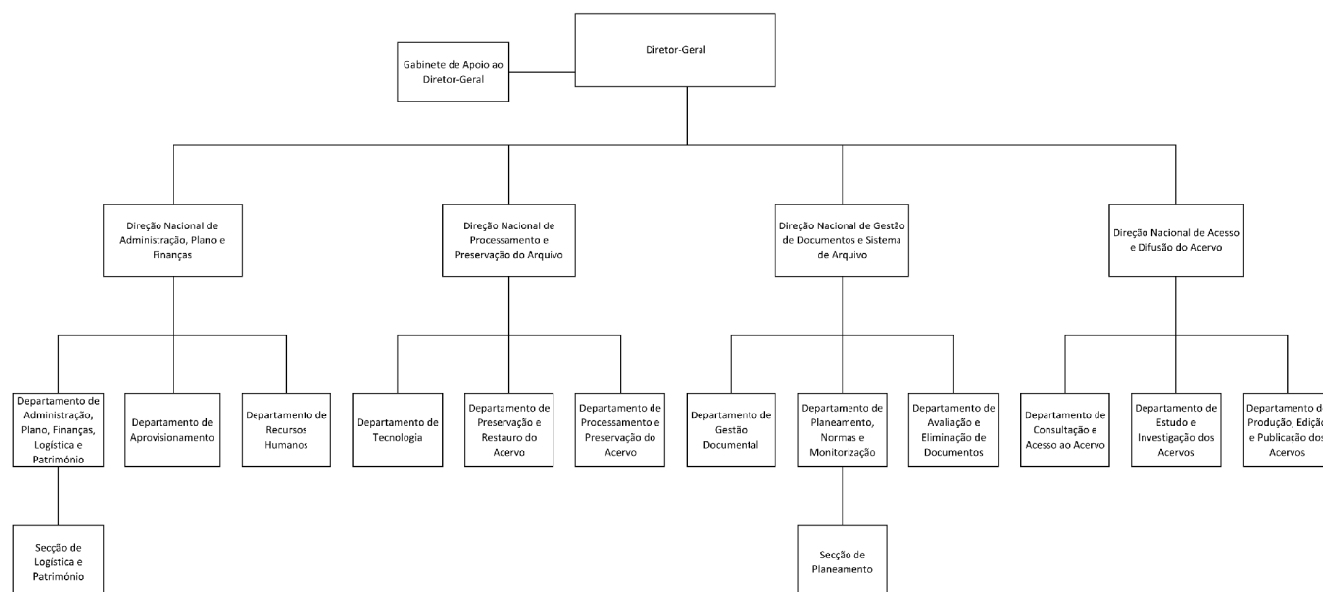 Diretor-Geral
Gabinete de Apoio ao
Diretor-Geral
Direção Nacional de
Administração, Plano e
Finanças
Direção Nacional de
Processamento e
Preservação do Arquivo
Direção Nacional de Gestão
de Documentos e Sistema
de Arquivo
Direção Nacional de Acesso
e Difusão do Acervo
Departamento de
Administração,
Plano, Finanças,
Logística e
Património
Departamento de
Aprovisionamento
Departamento de
Recursos
Humanos
Departamento de
Tecnologia
Departamento de
Preservação e
Restauro do
Acervo
Departamento de
Processamento e
Preservação do
Acervo
Departamento de
Gestão
Documental
Departamento de
Planeamento,
Normas e
Monitorização
Departamento de
Avaliação e
Eliminação de
Documentos
Departamento de
Consultação e
Acesso ao Acervo
Departamento de
Estudo e
Investigação dos
Acervos
Departamento de
Produção, Edição
e Publicação dos
Acervos
Secção de
Logística e
Património
Secção de
Planeamento